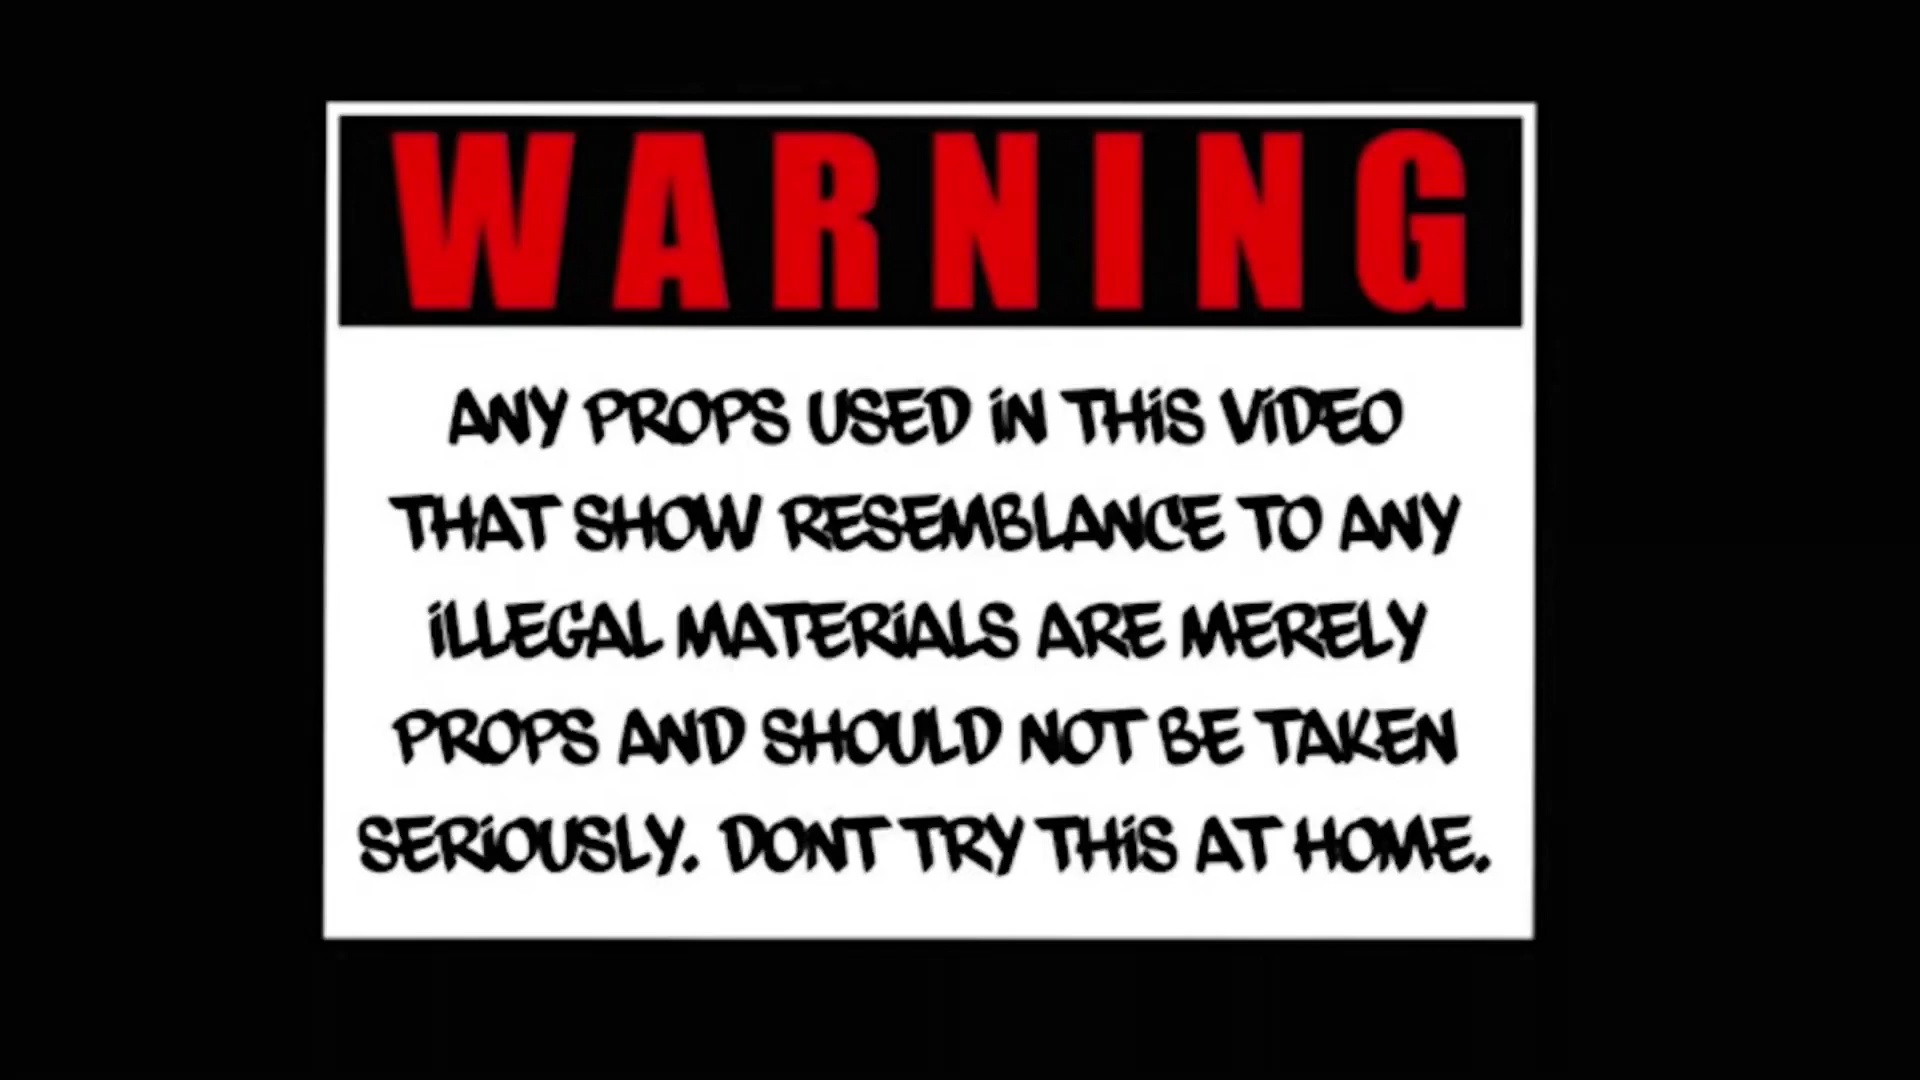 WARNING
ANY PROPS USED iN THiS ViDEO
THAT SHOW RESEMBLANCE TO ANY
iLLEGAL MATERiALS ARE MERELY
PROPS AND SHOULD NOT BE TAKEN
SERiOUSLY. DONT TRY THiS AT HOME.